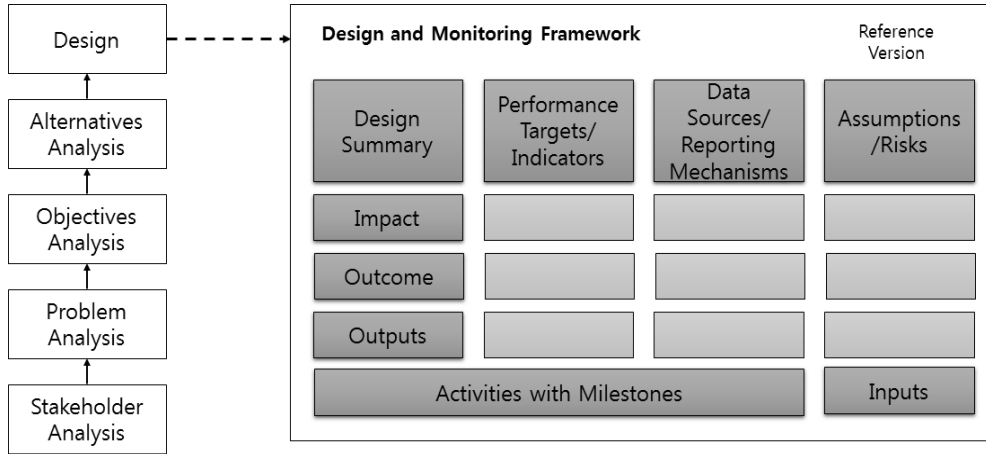 Design
Alternatives
Analysis
Objectives
Analysis
Problem
Analysis
Stakeholder
Analysis
Design and Monitoring Framework
Reference
Version
Design
Summary
Performance
Targets/
Indicators
Data
Sources/
Reporting
Mechanisms
Assumptions
/Risks
Impact
Outcome
Outputs
Activities with Milestones
Inputs